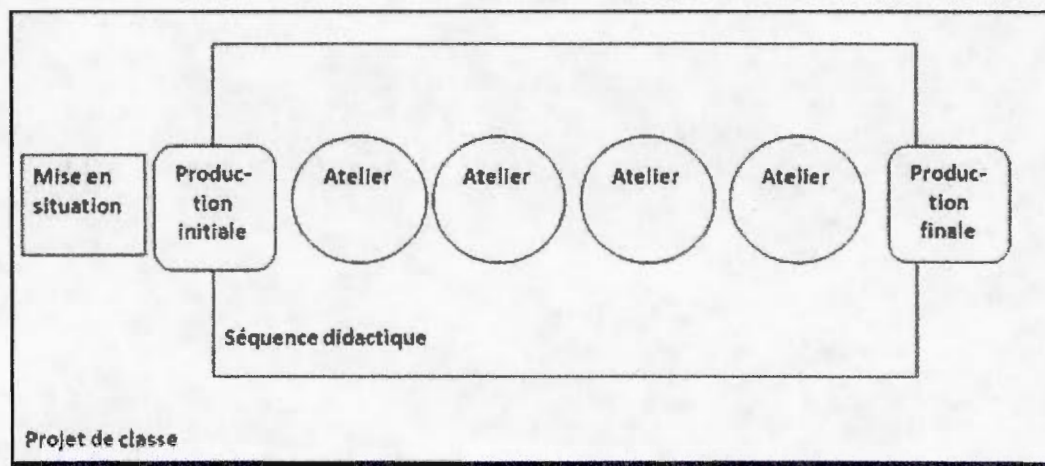 Mise en
situation
Produc-
tion
initiale
Atelier
Atelier
Atelier
Atelier
Produc-
tion
finale
Séquence didactique
Projet de classe